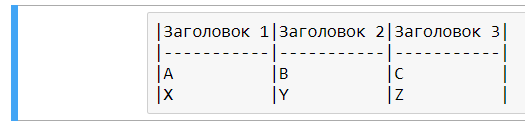 |Заголовок 1|Заголовок 2|Заголовок 3|
|-----------|-----------|-----------|
|A          |B          |C          |
|X          |Y          |Z          |